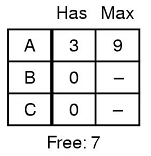 Has Max
A 3 9
B 0 –
C 0 –
Free: 7